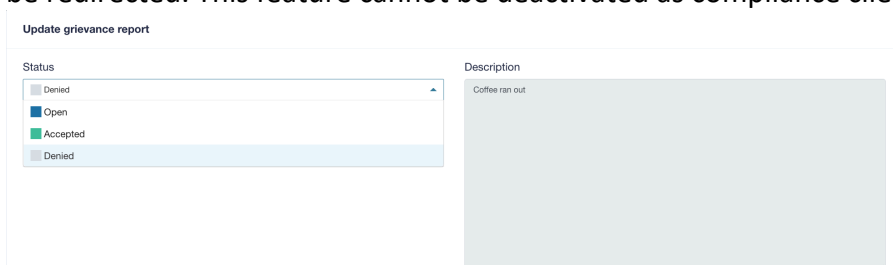 be redirected. This feature cannot be deactivated as compliance clie
Update grievance report
Status
Denied
Open
Accepted
Denied
Description
Coffee ran out